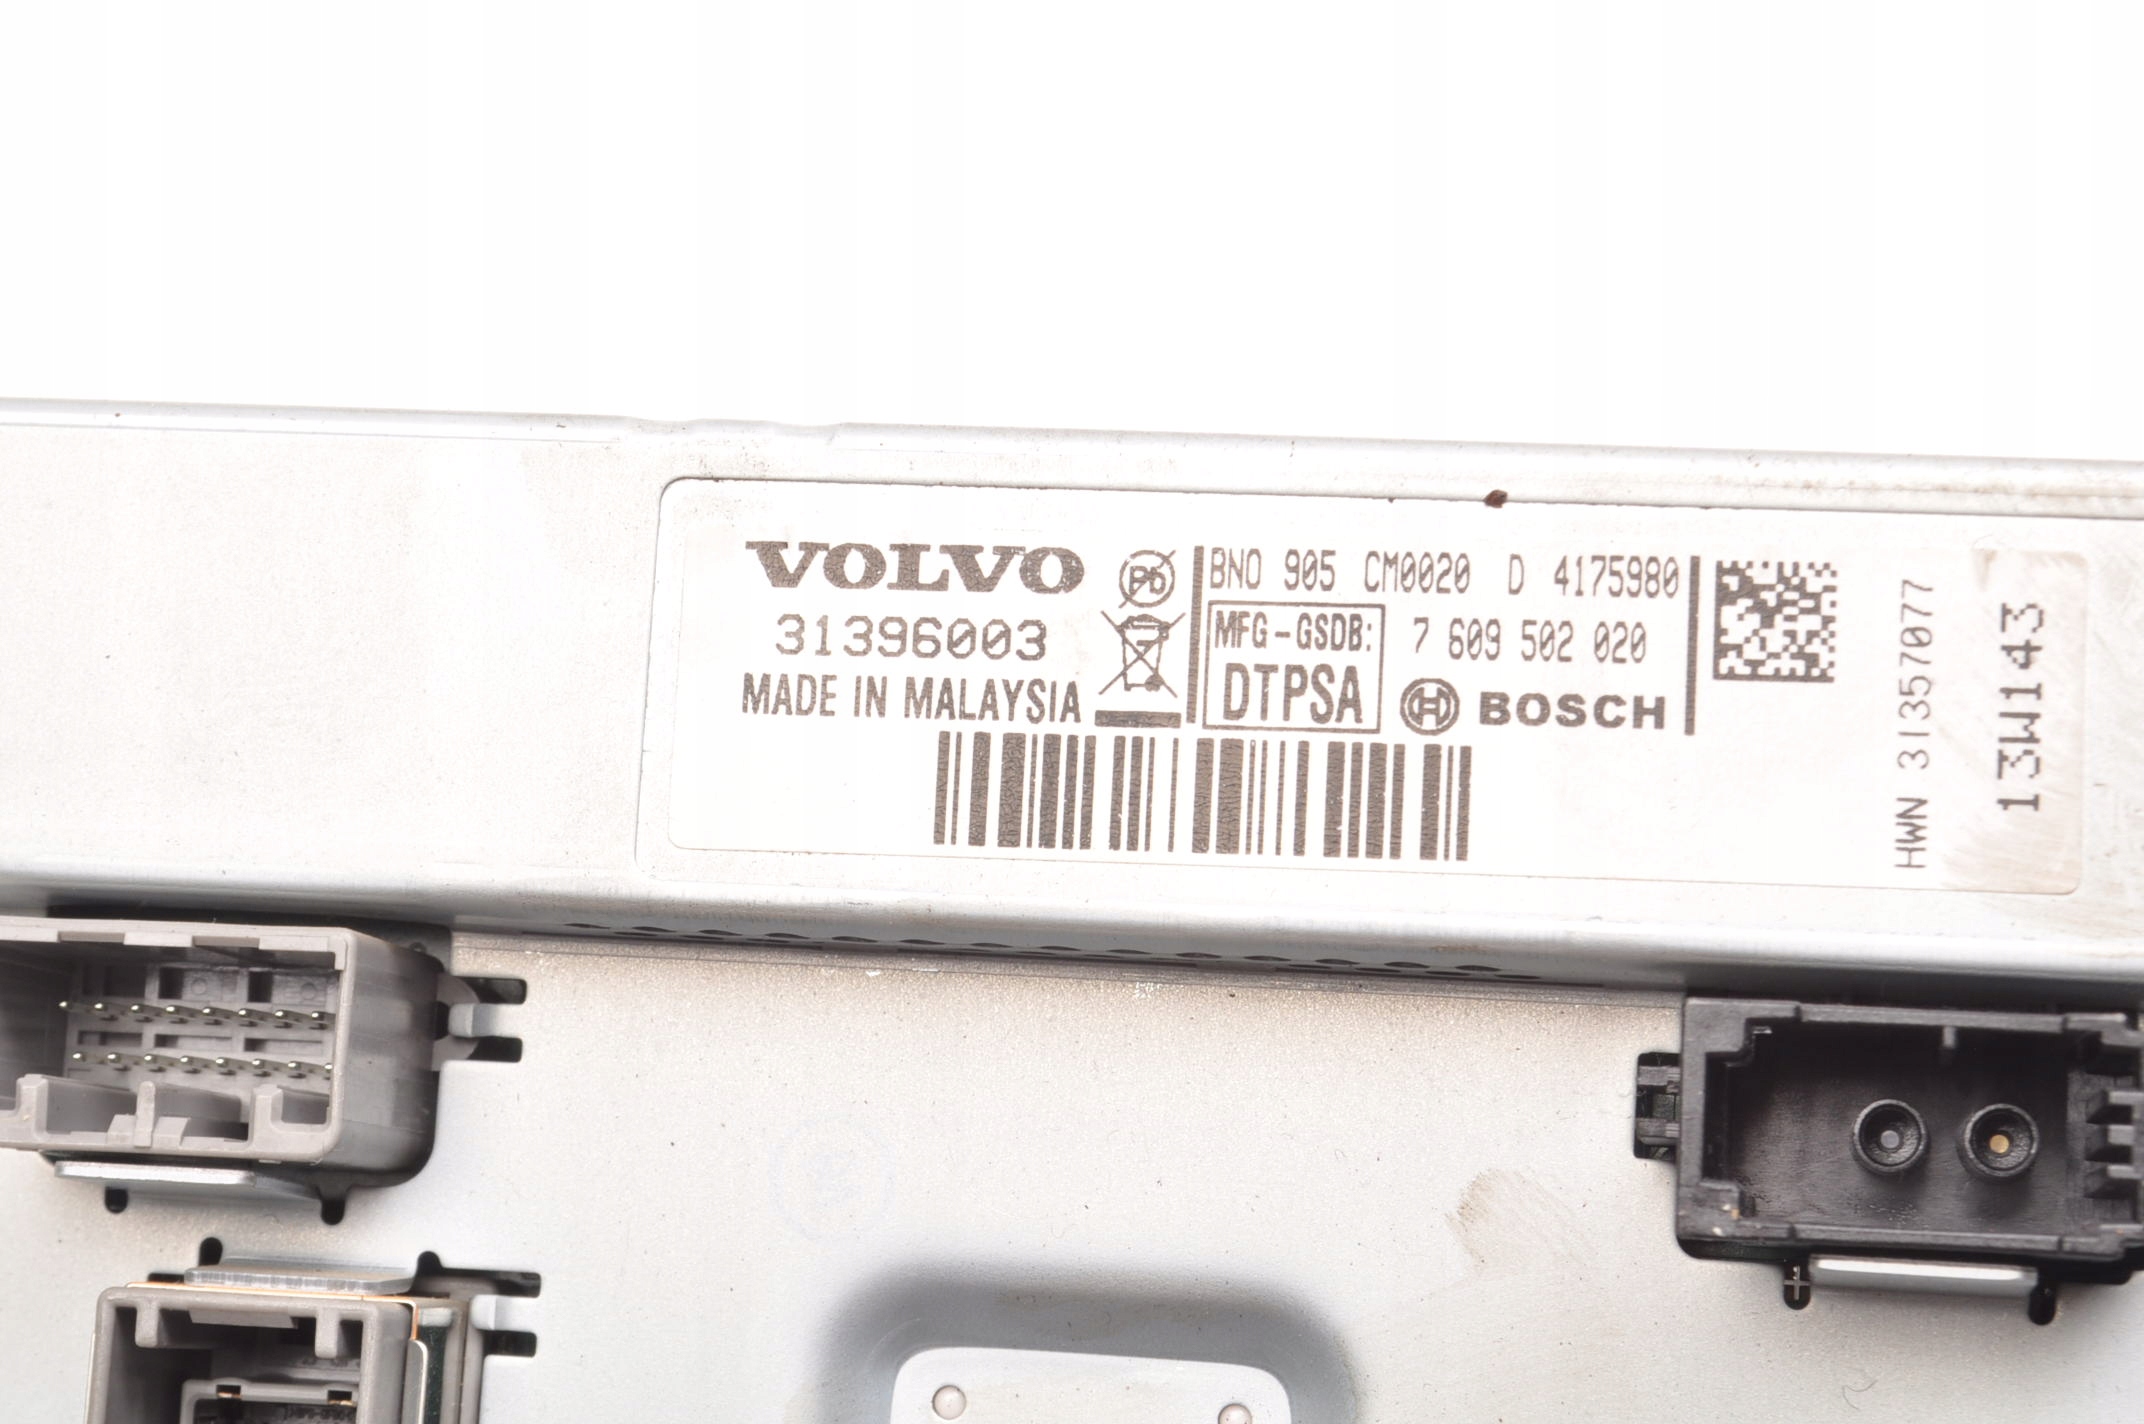 VOLVO
31396003
MADE IN MALAYSIA
Pb
BNO 905 CM0020 D 4175980
MFG-GSDB:
DTPSA
7 609 502 020
BOSCH
HWN 31357077
13W143